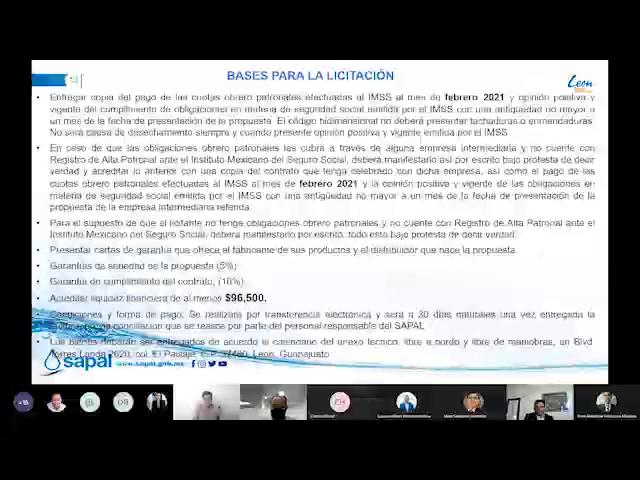 BASES PARA LA LICITACIÓN
León
• Entregar copia del pago de las cuotas obrero patronales efectuadas al IMSS al mes de febrero 2021 y opinión positiva y
vigente del cumplimiento de obligaciones en materia de seguridad social emitida por el IMSS con una antigüedad no mayor a
un mes de la fecha de presentación de la propuesta. El código bidimensional no deberá presentar tachaduras o enmendaduras.
No será causa de desechamiento siempre y cuando presente opinión positiva y vigente emitida por el IMSS.
• En caso de que las obligaciones obrero patronales las cubra a través de alguna empresa intermediaria y no cuente con
Registro de Alta Patronal ante el Instituto Mexicano del Seguro Social, deberá manifestarlo así por escrito bajo protesta de decir
verdad y acreditar lo anterior con una copia del contrato que tenga celebrado con dicha empresa, así como el pago de las
cuotas obrero patronales efectuadas al IMSS al mes de febrero 2021 y la opinión positiva y vigente de las obligaciones en
materia de seguridad social emitida por el IMSS con una antigüedad no mayor a un mes de la fecha de presentación de la
propuesta de la empresa intermediaria referida.
• Para el supuesto de que el licitante no tenga obligaciones obrero patronales y no cuente con Registro de Alta Patronal ante el
Instituto Mexicano del Seguro Social, deberá manifestarlo por escrito, todo esto bajo protesta de decir verdad.
• Presentar cartas de garantía que ofrece el fabricante de sus productos y el distribuidor que hace la propuesta.
• Garantías de seriedad de la propuesta (5%)
• Garantía de cumplimiento del contrato, (10%)
• Acreditar liquidez financiera de al menos $96,500.
• Condiciones y forma de pago: Se realizará por transferencia electrónica y será a 30 días naturales una vez entregada la
conciliación que se realice por parte del personal responsable del SAPAL
• Los bienes deberán ser entregados de acuerdo al calendario del anexo técnico, libre a bordo y libre de maniobras, en Blvd
Torres Landa 2620, col. El Paisaje, C.P. León, Guanajuato
sapal
www.sapal.gob.mx
EH